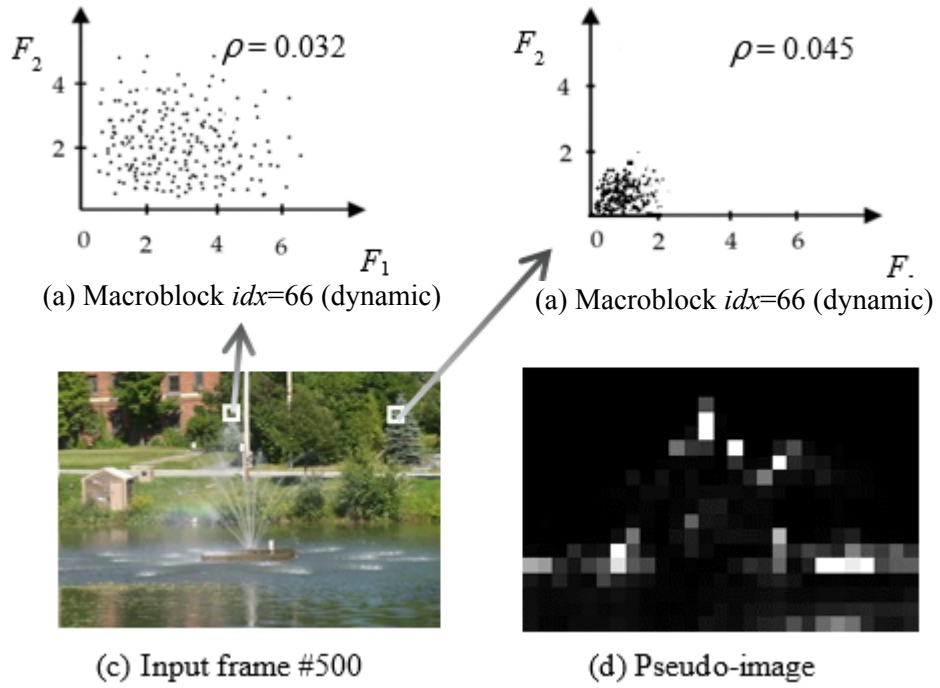 F₂
ρ = 0.032
4
2
0 2 4 6
F₁
(a) Macroblock idx=66 (dynamic)
F₂
ρ = 0.045
4
2
0 2 4 6
F.
(a) Macroblock idx=66 (dynamic)
(c) Input frame #500
(d) Pseudo-image